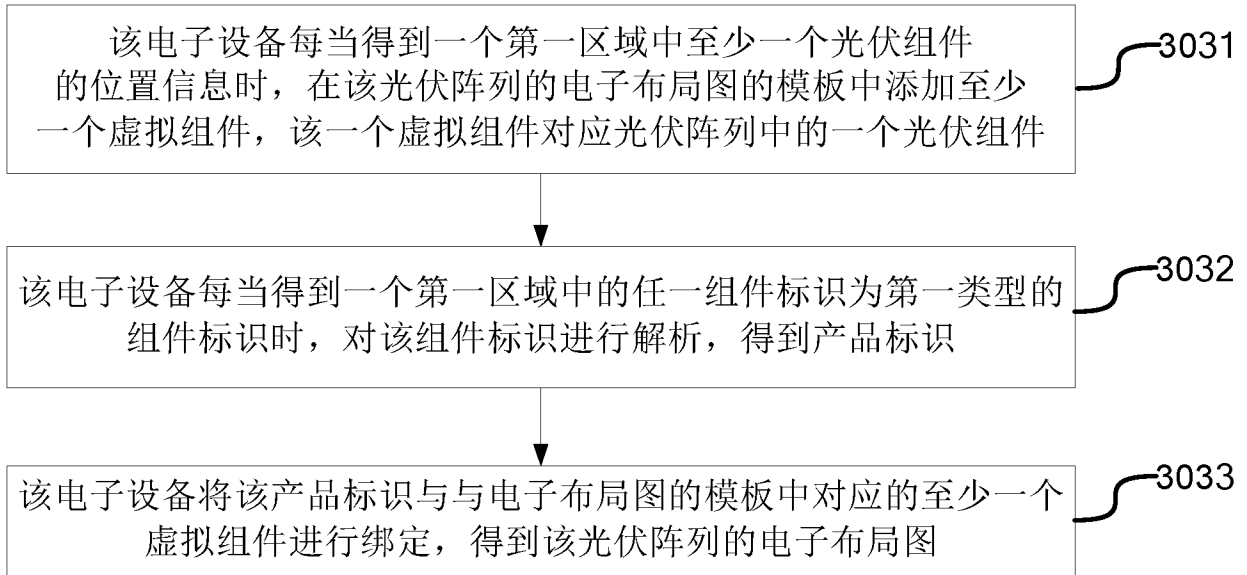 该电子设备每当得到一个第一区域中至少一个光伏组件
的位置信息时，在该光伏阵列的电子布局图的模板中添加至少
一个虚拟组件，该一个虚拟组件对应光伏阵列中的一个光伏组件
3031
该电子设备每当得到一个第一区域中的任一组件标识为第一类型的
组件标识时，对该组件标识进行解析，得到产品标识
3032
该电子设备将该产品标识与与电子布局图的模板中对应的至少一个
虚拟组件进行绑定，得到该光伏阵列的电子布局图
3033